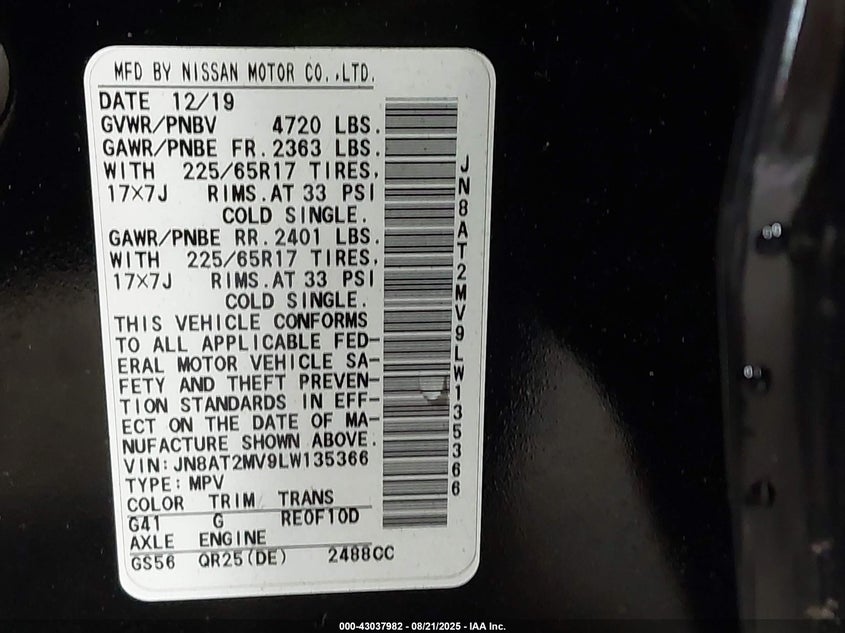 MFD BY NISSAN MOTOR CO.,LTD.
DATE 12/19
GVWR/PNBV 4720 LBS.
GAWR/PNBE FR. 2363 LBS.
WITH 225/65R17 TIRES,
17×7J RIMS.AT 33 PSI
COLD SINGLE.
GAWR/PNBE RR. 2401 LBS.
WITH 225/65R17 TIRES,
17×7J RIMS.AT 33 PSI
COLD SINGLE.
THIS VEHICLE CONFORMS
TO ALL APPLICABLE FED-
ERAL MOTOR VEHICLE SA-
FETY AND THEFT PREVEN-
TION STANDARDS IN EFF-
ECT ON THE DATE OF MA-
NUFACTURE SHOWN ABOVE.
VIN: JN8AT2MV9LW135366
TYPE: MPV
COLOR TRIM TRANS
G41 G RE0F10D
AXLE ENGINE
GS56 QR25(DE) 2488CC
JN8AT2MV9LW135366
000-43037982 - 08/21/2025 - IAA Inc.